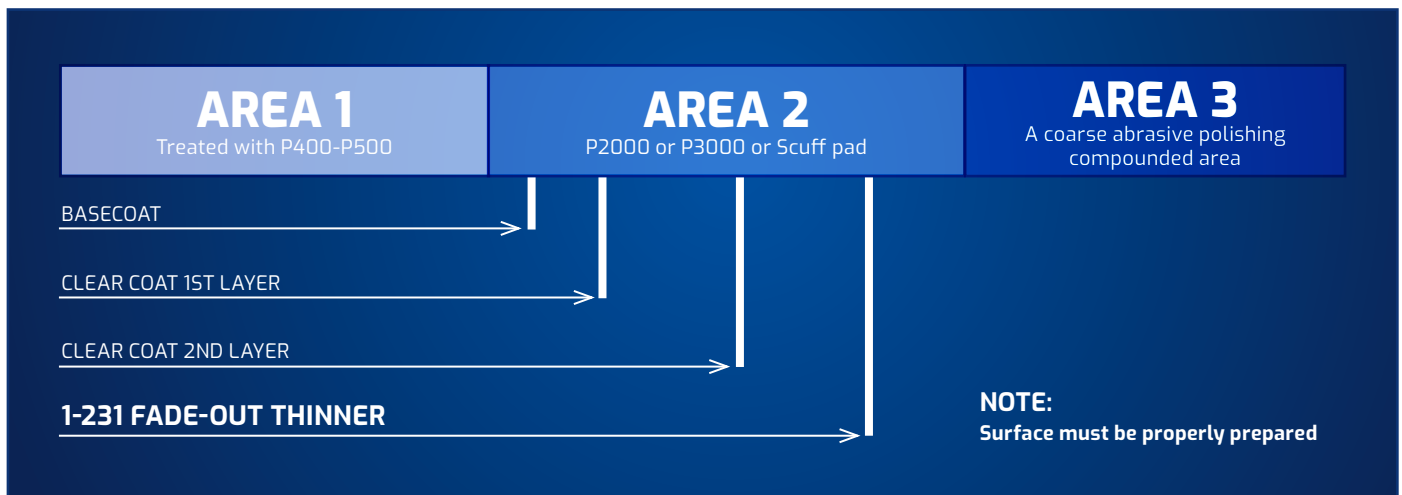 AREA 1
Treated with P400-P500
AREA 2
P2000 or P3000 or Scuff pad
AREA 3
A coarse abrasive polishing
compounded area
BASECOAT
CLEAR COAT 1ST LAYER
CLEAR COAT 2ND LAYER
1-231 FADE-OUT THINNER
NOTE:
Surface must be properly prepared